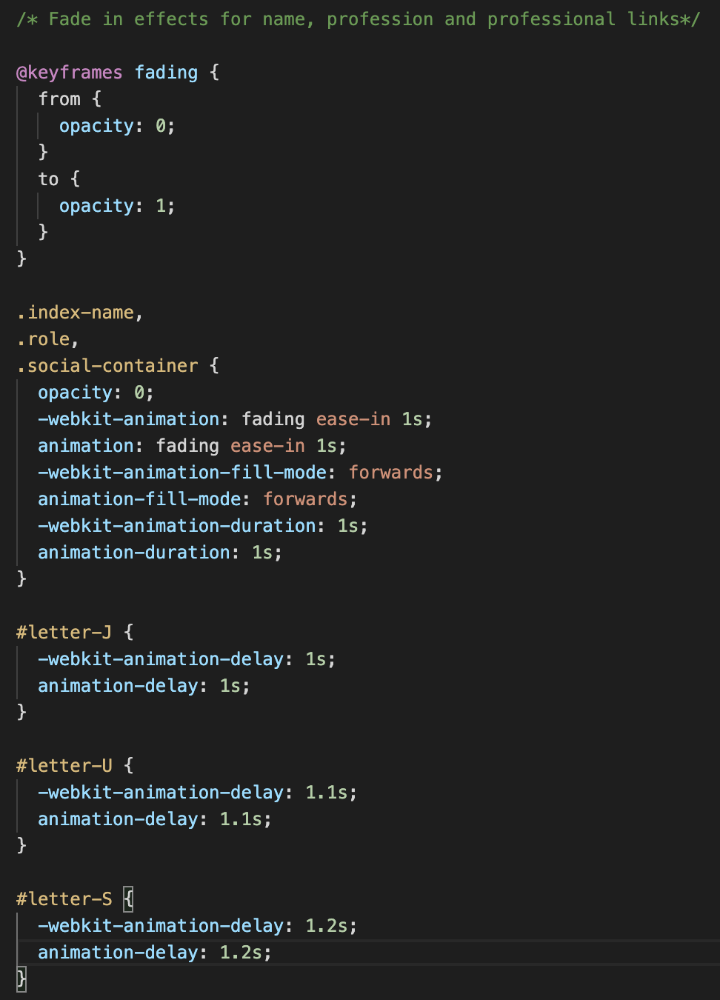 /* Fade in effects for name, profession and professional links*/
@keyframes fading {
from {
opacity: 0;
}
to {
opacity: 1;
}
}
.index-name,
.role,
.social-container {
opacity: 0;
-webkit-animation: fading ease-in 1s;
animation: fading ease-in 1s;
-webkit-animation-fill-mode: forwards;
animation-fill-mode: forwards;
-webkit-animation-duration: 1s;
animation-duration: 1s;
}
#letter-J {
-webkit-animation-delay: 1s;
animation-delay: 1s;
}
#letter-U {
-webkit-animation-delay: 1.1s;
animation-delay: 1.1s;
}
#letter-S {
-webkit-animation-delay: 1.2s;
animation-delay: 1.2s;
}